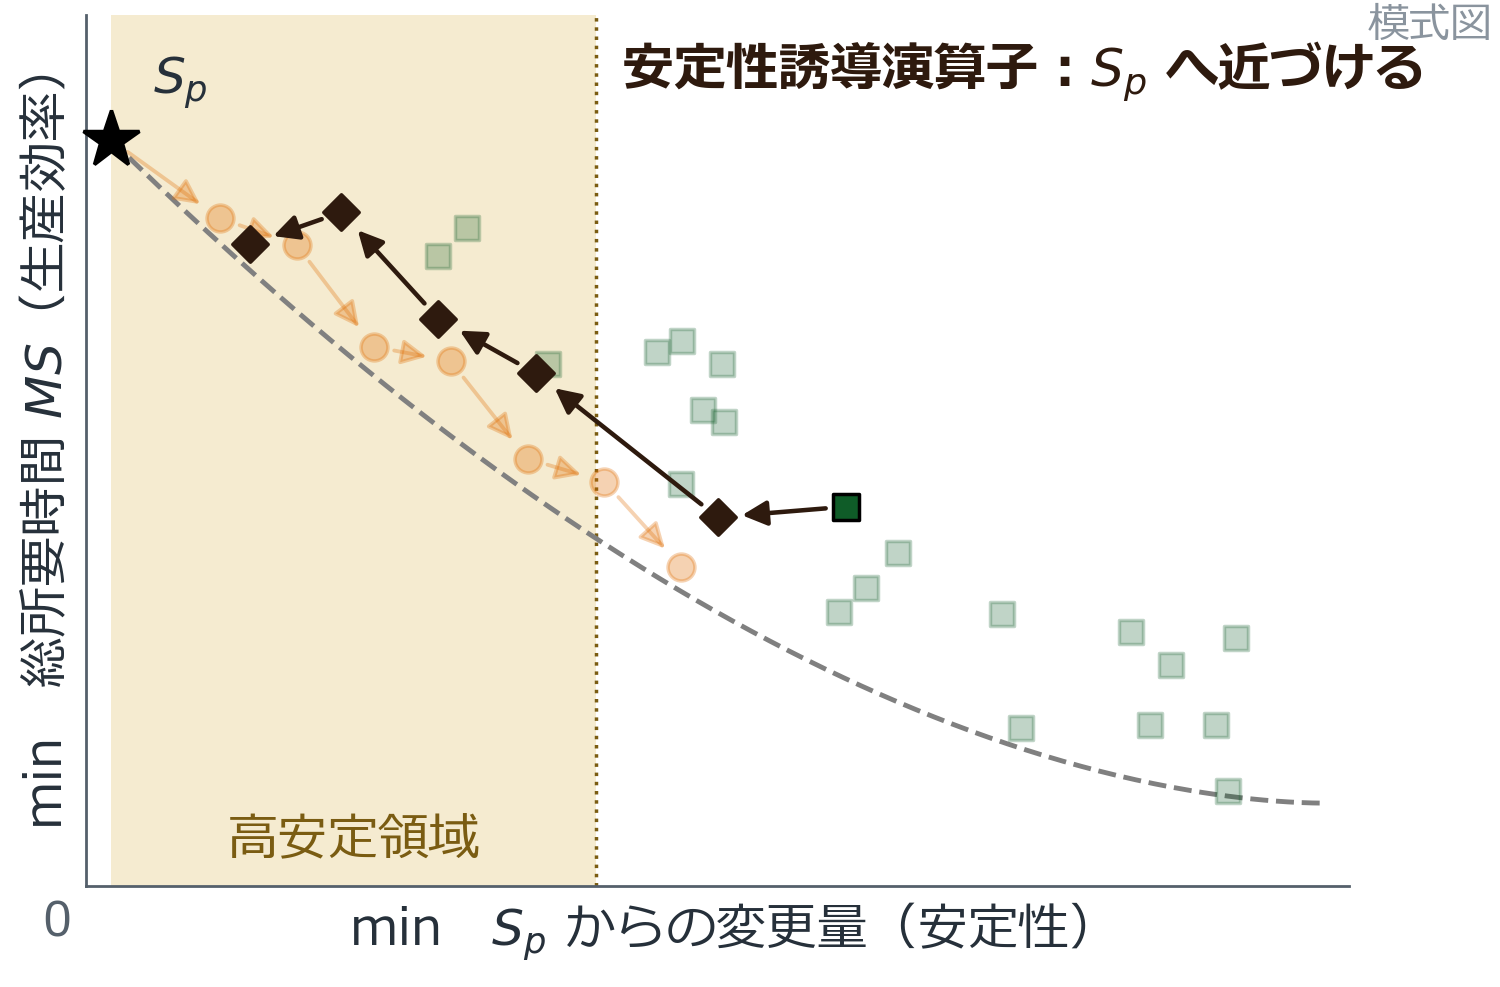 模式図
安定性誘導演算子：Sp へ近づける
Sp
min　総所要時間 MS（生産効率）
高安定領域
0
min　Sp からの変更量（安定性）